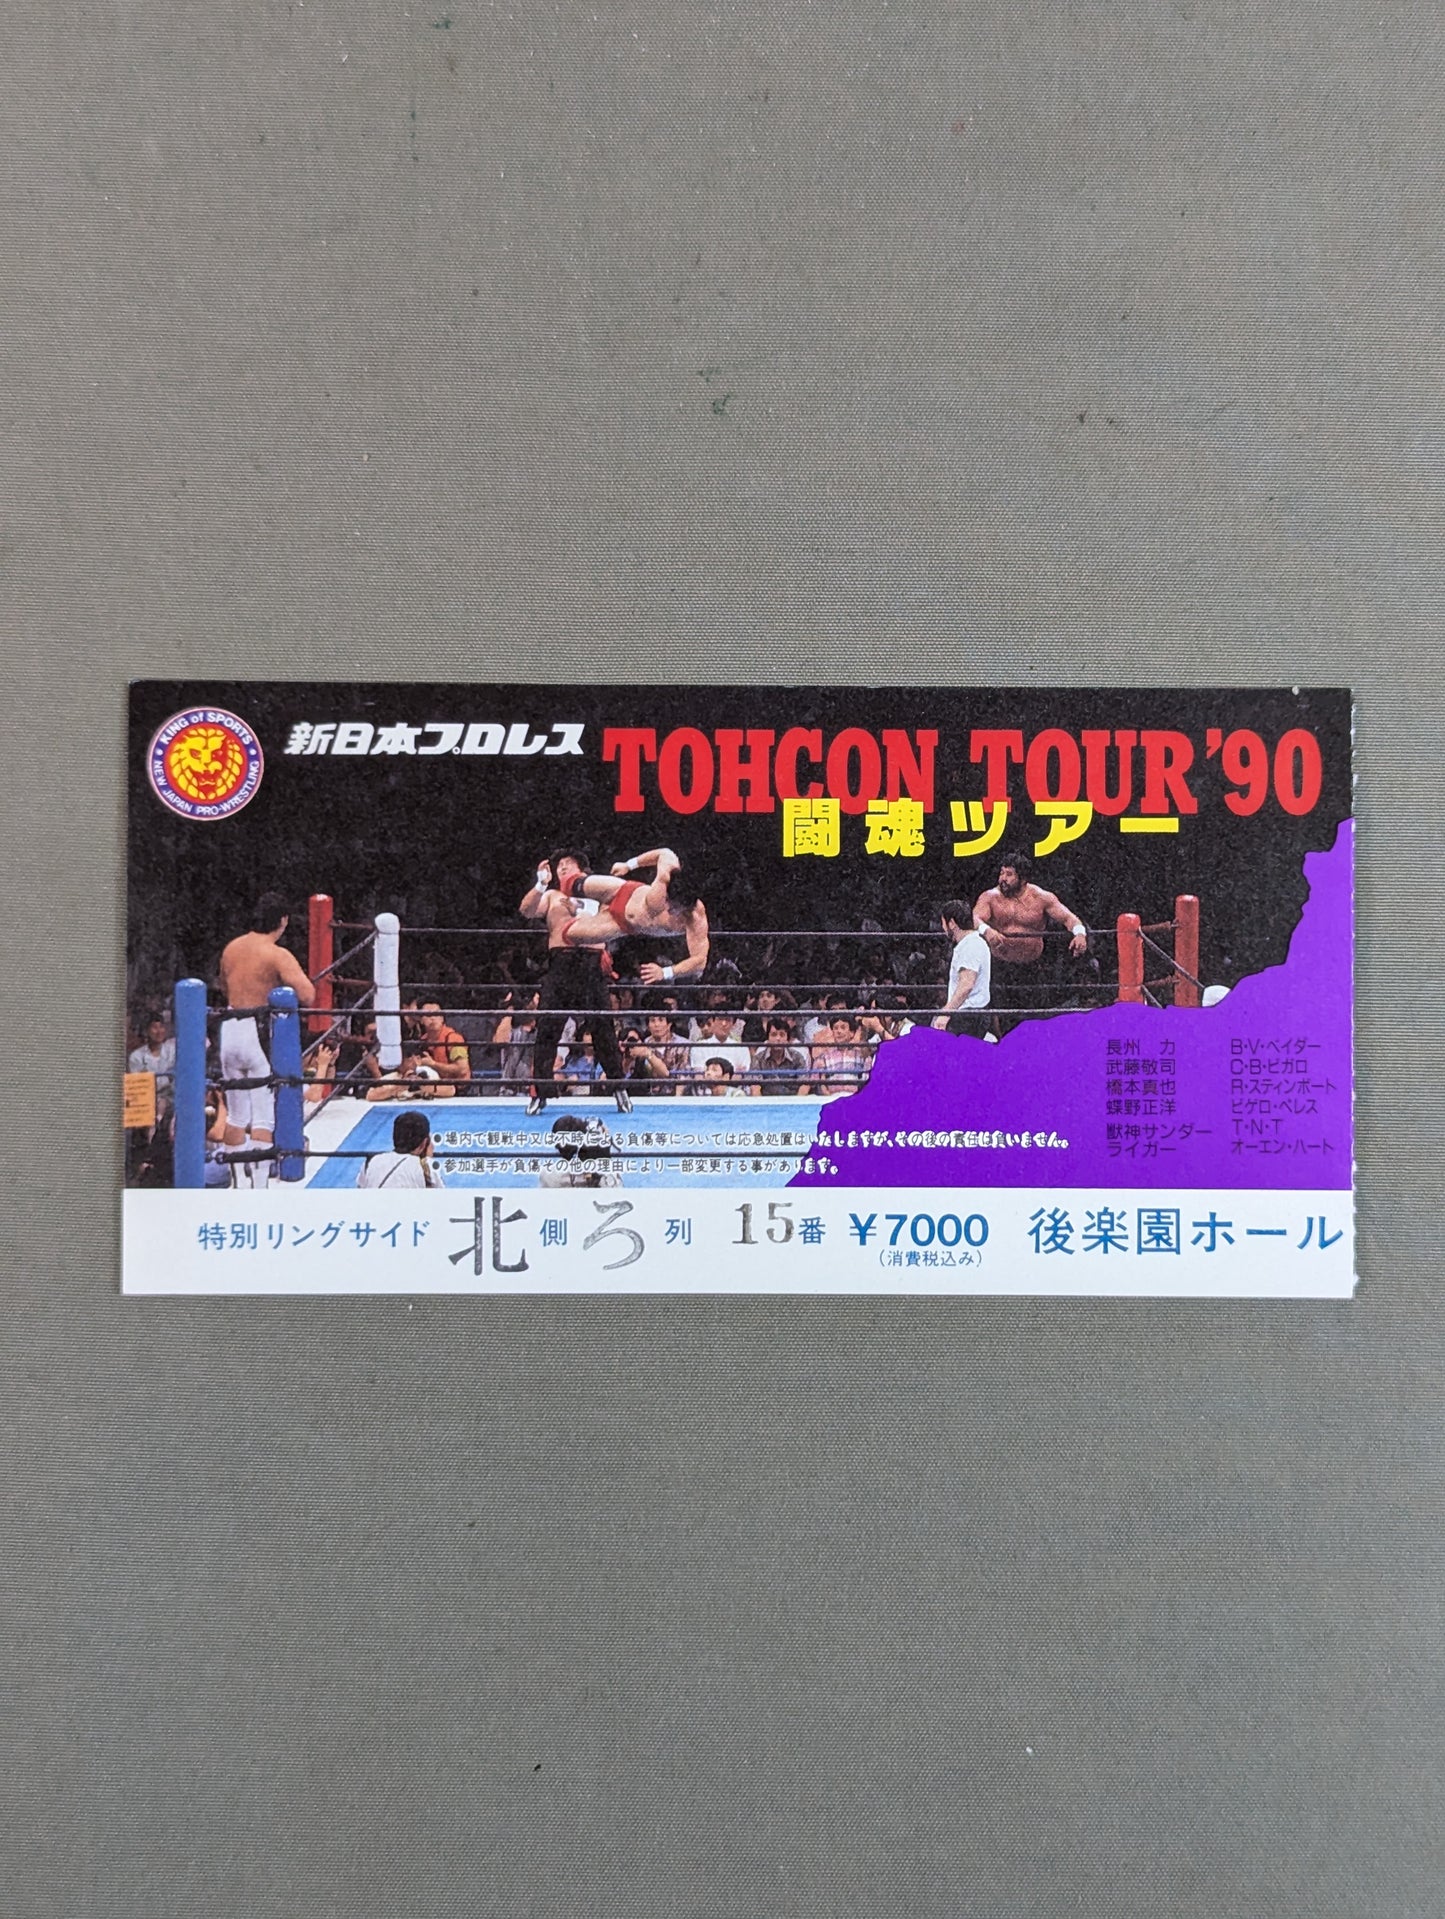 KING of SPORTS
NEW JAPAN PRO-WRESTLING
新日本プロレス
TOHCON TOUR '90
闘魂ツアー
長州 力
武藤敬司
橋本真也
蝶野正洋
獣神サンダー
ライガー
B・V・ベイダー
C・B・ビガロ
R・スティンボート
ピゲロ・ペレス
T・N・T
オーエン・ハート
●場内で観戦中又は不時による負傷等については応急処置はいたしますが、その後の責任は負いません。
●参加選手が負傷その他の理由により一部変更する事があります。
特別リングサイド 北側 ろ列 15番 ¥7000 後楽園ホール
(消費税込み)